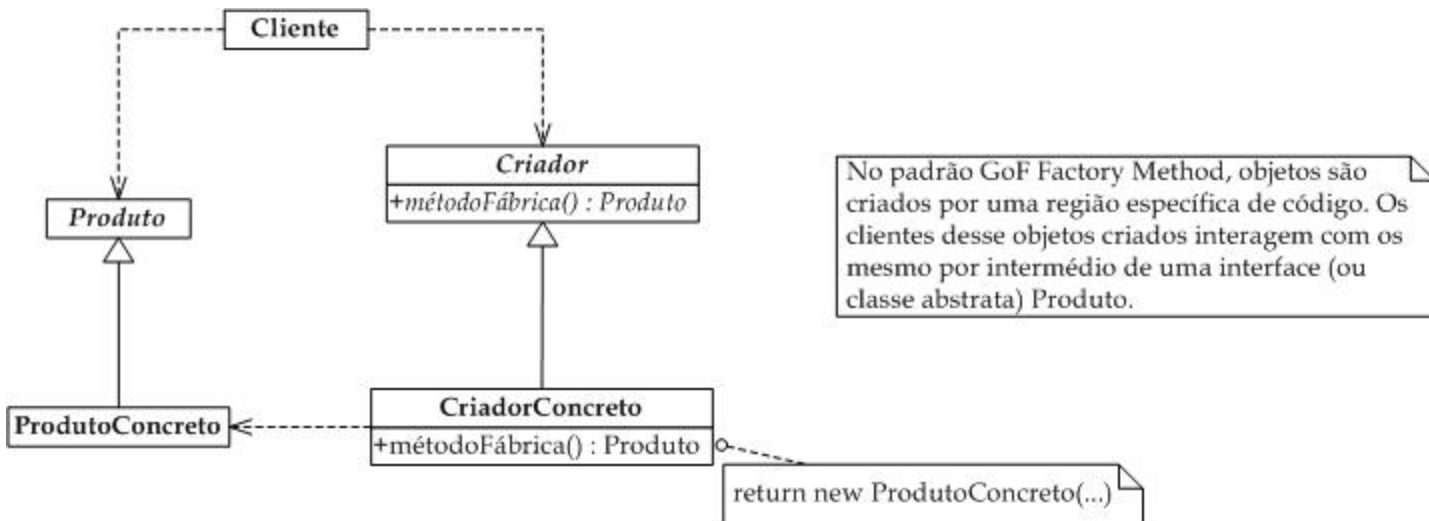 Cliente
Criador
+métodoFábrica() : Produto
Produto
No padrão GoF Factory Method, objetos são
criados por uma região específica de código. Os
clientes desse objetos criados interagem com os
mesmo por intermédio de uma interface (ou
classe abstrata) Produto.
ProdutoConcreto
CriadorConcreto
+métodoFábrica() : Produto
return new ProdutoConcreto(...)